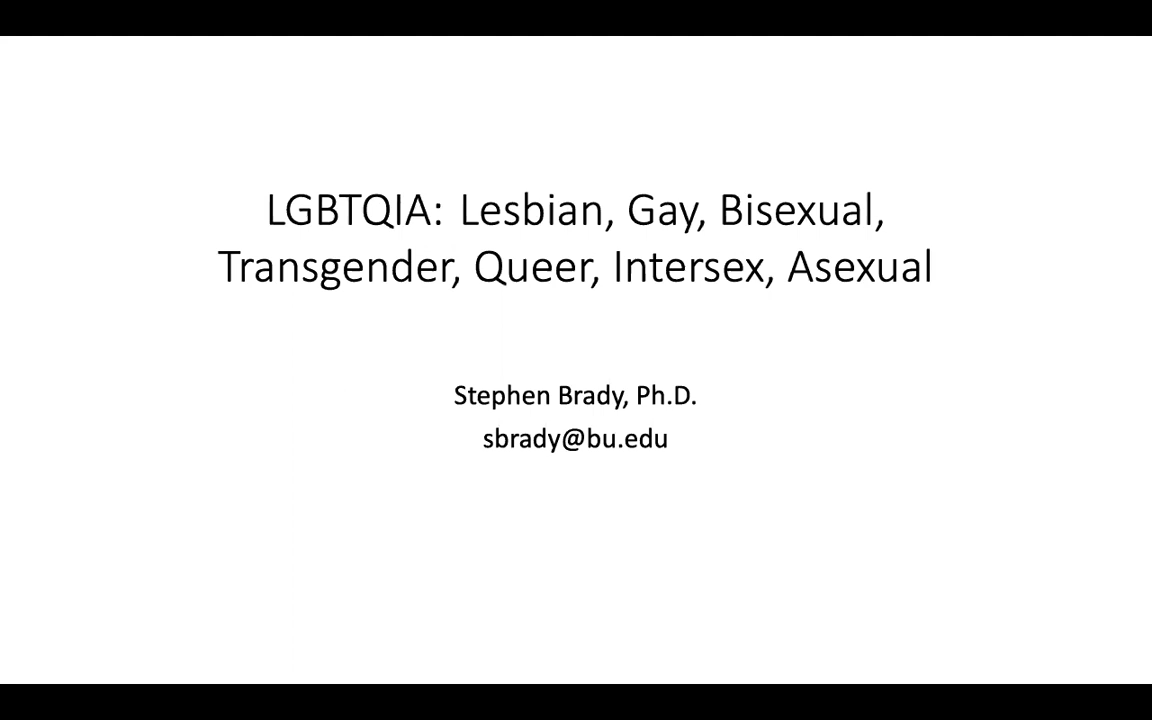 LGBTQIA: Lesbian, Gay, Bisexual,
Transgender, Queer, Intersex, Asexual
Stephen Brady, Ph.D.
sbrady@bu.edu